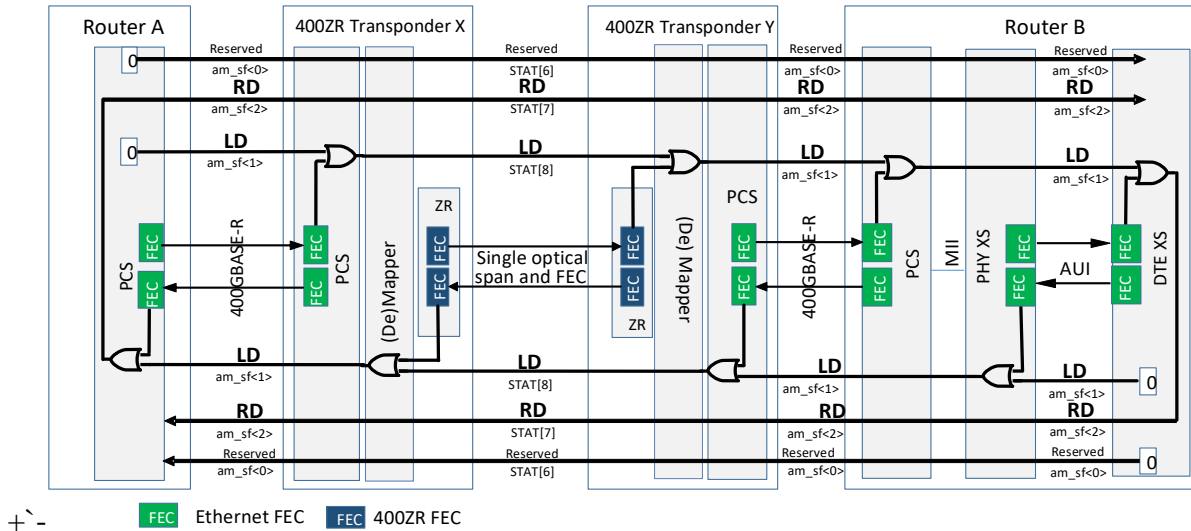 Router A
400ZR Transponder X
400ZR Transponder Y
Router B
0
Reserved
am_sf<0>
Reserved
STAT[6]
Reserved
am_sf<0>
Reserved
am_sf<0>
RD
am_sf<2>
RD
STAT[7]
RD
am_sf<2>
RD
am_sf<2>
0
LD
am_sf<1>
LD
STAT[8]
LD
am_sf<1>
LD
am_sf<1>
PCS
FEC
FEC
400GBASE-R
FEC
FEC
PCS
(De)Mapper
ZR
FEC
FEC
Single optical
span and FEC
FEC
FEC
ZR
(De) Mapper
PCS
FEC
FEC
400GBASE-R
FEC
FEC
PCS
MII
PHY XS
FEC
FEC
AUI
FEC
FEC
DTE XS
LD
am_sf<1>
LD
STAT[8]
LD
am_sf<1>
LD
am_sf<1>
0
RD
am_sf<2>
RD
STAT[7]
RD
am_sf<2>
RD
am_sf<2>
Reserved
am_sf<0>
Reserved
STAT[6]
Reserved
am_sf<0>
Reserved
am_sf<0>
0
+`-
FEC Ethernet FEC
FEC 400ZR FEC